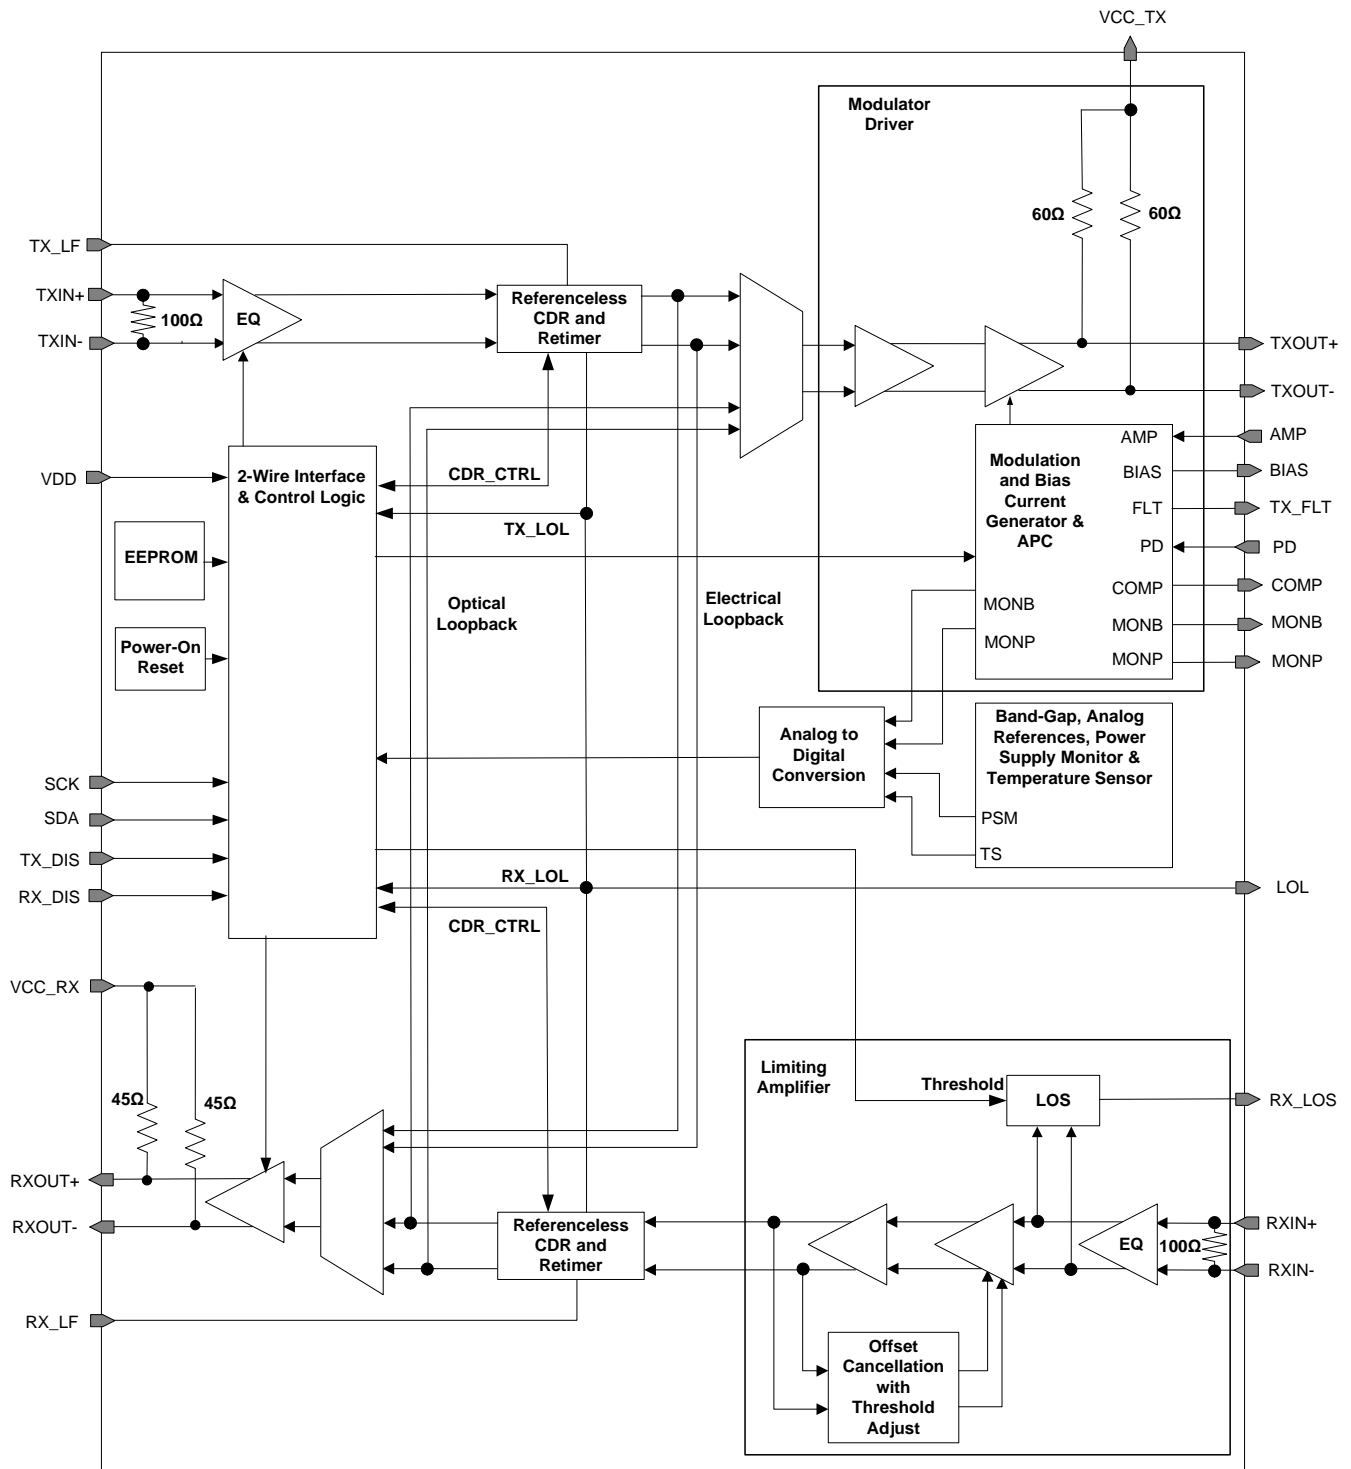 VCC_TX
Modulator
Driver
60Ω
60Ω
TX_LF
TXIN+
TXIN-
100Ω
EQ
Referenceless
CDR and
Retimer
TXOUT+
TXOUT-
AMP
BIAS
TX_FLT
PD
COMP
MONB
MONP
AMP
BIAS
FLT
PD
COMP
MONB
MONP
Modulation
and Bias
Current
Generator &
APC
MONB
MONP
VDD
2-Wire Interface
& Control Logic
CDR_CTRL
TX_LOL
EEPROM
Power-On
Reset
Optical
Loopback
Electrical
Loopback
Analog to
Digital
Conversion
Band-Gap, Analog
References, Power
Supply Monitor &
Temperature Sensor
PSM
TS
SCK
SDA
TX_DIS
RX_DIS
RX_LOL
CDR_CTRL
LOL
VCC_RX
45Ω
45Ω
RXOUT+
RXOUT-
RX_LF
Referenceless
CDR and
Retimer
Limiting
Amplifier
Threshold
LOS
RX_LOS
EQ
100Ω
RXIN+
RXIN-
Offset
Cancellation
with
Threshold
Adjust